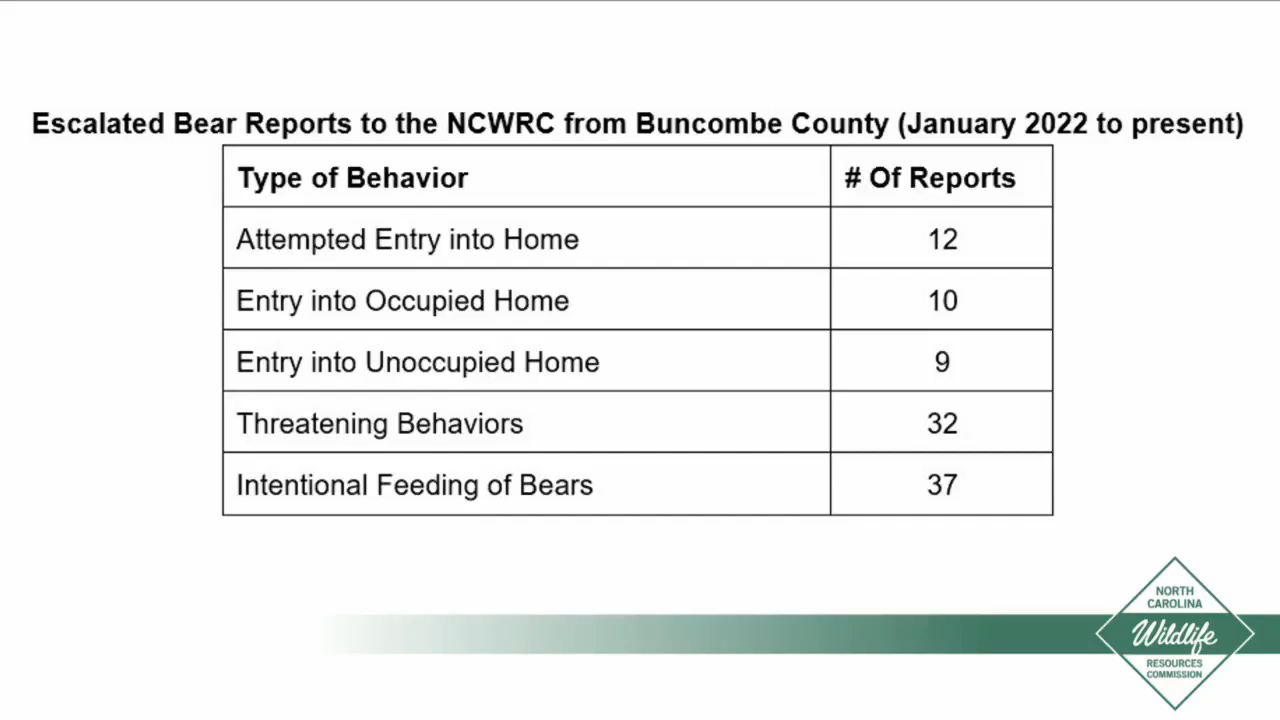 Escalated Bear Reports to the NCWRC from Buncombe County (January 2022 to present)
Type of Behavior # Of Reports
Attempted Entry into Home 12
Entry into Occupied Home 10
Entry into Unoccupied Home 9
Threatening Behaviors 32
Intentional Feeding of Bears 37
NORTH
CAROLINA
Wildlife
RESOURCES
COMMISSION